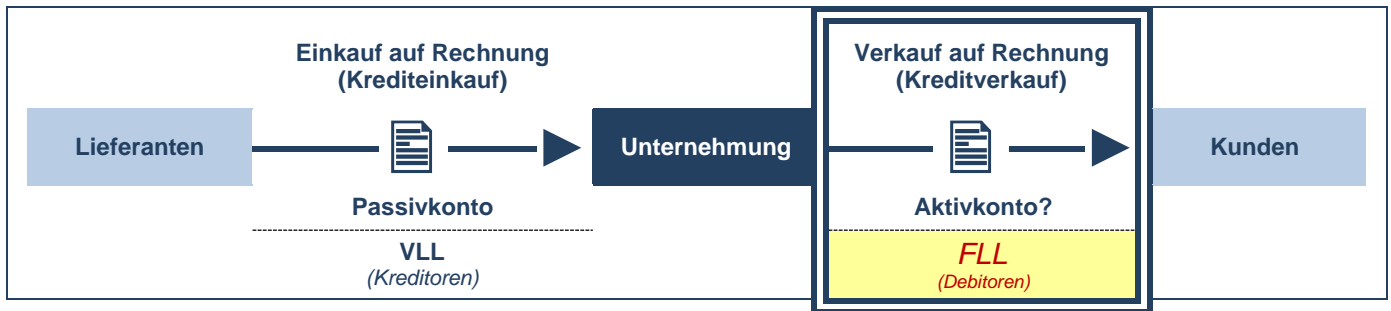 Einkauf auf Rechnung
(Krediteinkauf)
Verkauf auf Rechnung
(Kreditverkauf)
Lieferanten
Unternehmung
Kunden
Passivkonto
Aktivkonto?
VLL
(Kreditoren)
FLL
(Debitoren)